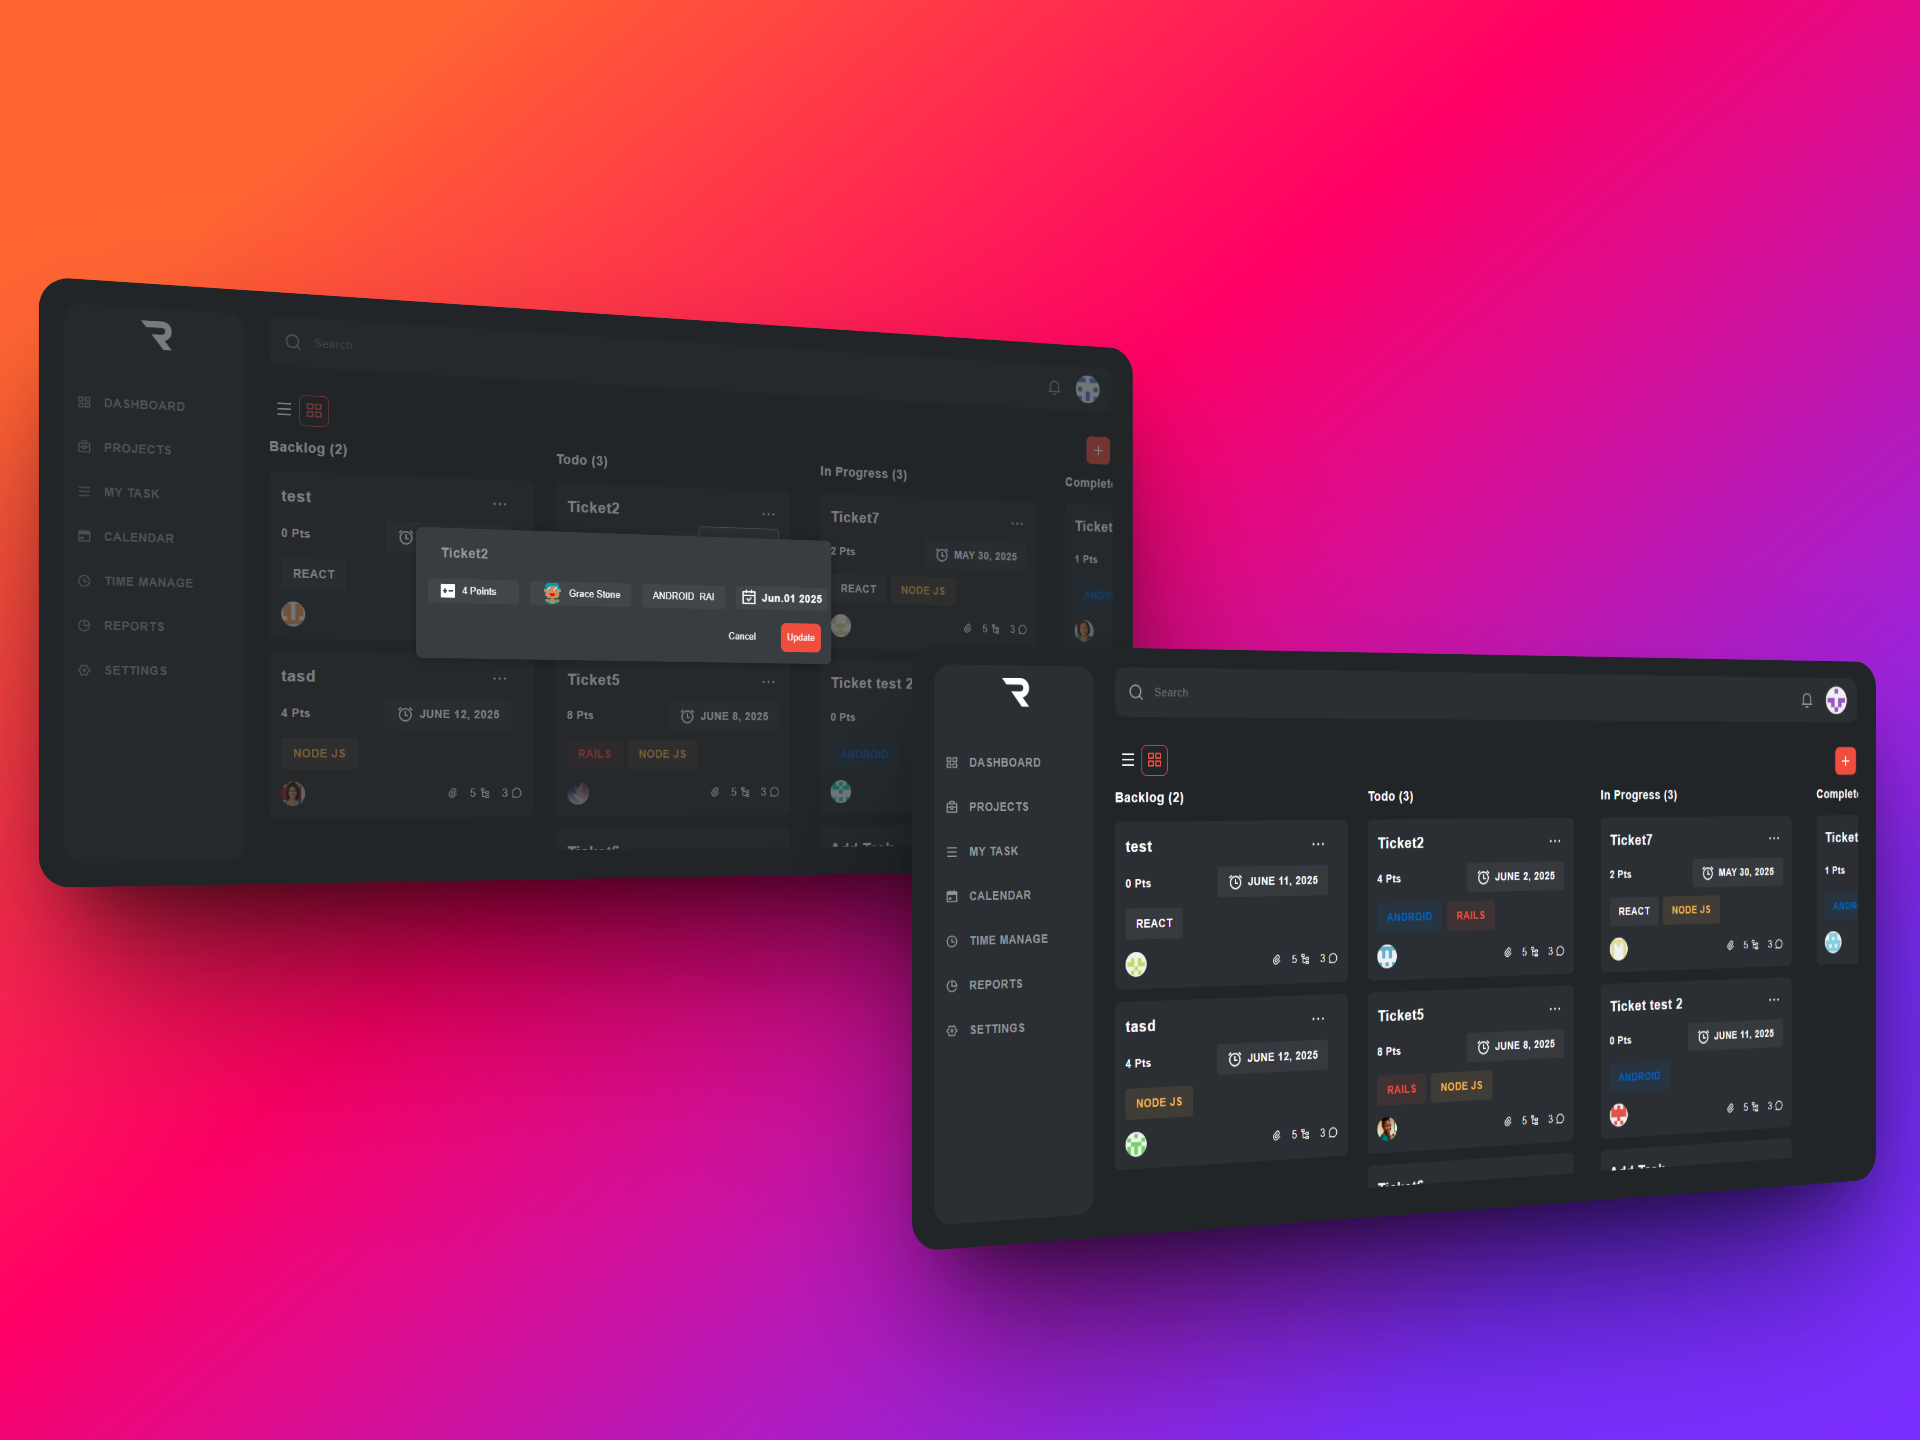 Search
DASHBOARD
PROJECTS
MY TASK
CALENDAR
TIME MANAGE
REPORTS
SETTINGS
Backlog (2)
Todo (3)
In Progress (3)
Complet
test
0 Pts
REACT
Ticket2
Ticket7
2 Pts
MAY 30, 2025
REACT
NODE JS
5
3
Ticket
1 Pts
ANDR
Ticket2
4 Points
Grace Stone
ANDROID RAI
Jun.01 2025
Cancel
Update
tasd
4 Pts
JUNE 12, 2025
NODE JS
5
3
Ticket5
8 Pts
JUNE 8, 2025
RAILS
NODE JS
5
3
Ticket test 2
0 Pts
ANDROID
Search
DASHBOARD
PROJECTS
MY TASK
CALENDAR
TIME MANAGE
REPORTS
SETTINGS
Backlog (2)
Todo (3)
In Progress (3)
Complet
test
0 Pts
JUNE 11, 2025
REACT
5
3
tasd
4 Pts
JUNE 12, 2025
NODE JS
5
3
Ticket2
4 Pts
JUNE 2, 2025
ANDROID
RAILS
5
3
Ticket5
8 Pts
JUNE 8, 2025
RAILS
NODE JS
5
3
Ticket7
2 Pts
MAY 30, 2025
REACT
NODE JS
5
3
Ticket test 2
0 Pts
JUNE 11, 2025
ANDROID
5
3
Ticket
1 Pts
ANDR